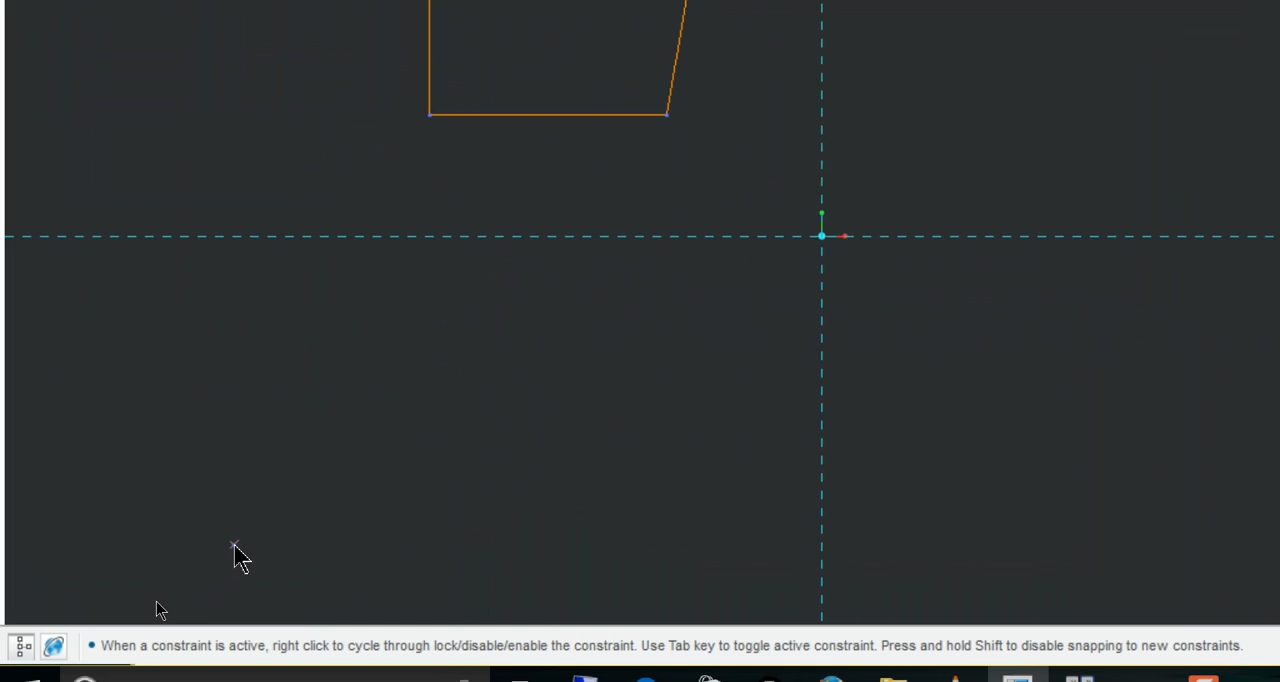 When a constraint is active, right click to cycle through lock/disable/enable the constraint. Use Tab key to toggle active constraint. Press and hold Shift to disable snapping to new constraints.